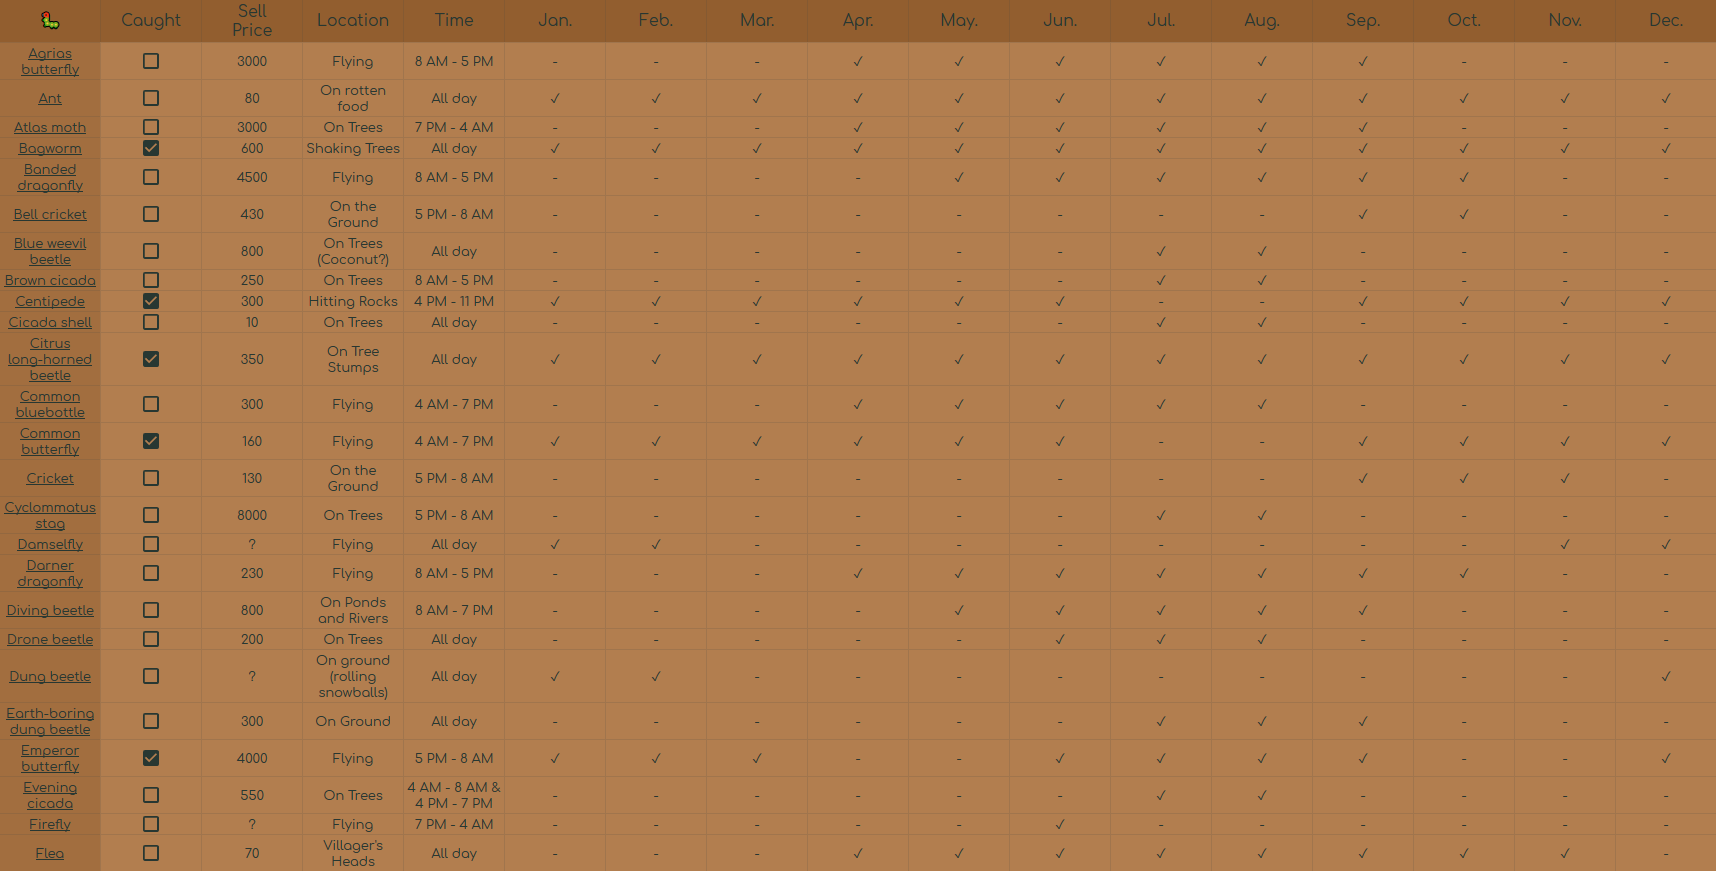 Caught Sell Price Location Time Jan. Feb. Mar. Apr. May. Jun. Jul. Aug. Sep. Oct. Nov. Dec.
Agrias butterfly 3000 Flying 8 AM - 5 PM - - - ✓ ✓ ✓ ✓ ✓ ✓ - - -
Ant 80 On rotten food All day ✓ ✓ ✓ ✓ ✓ ✓ ✓ ✓ ✓ ✓ ✓ ✓
Atlas moth 3000 On Trees 7 PM - 4 AM - - - ✓ ✓ ✓ ✓ ✓ ✓ - - -
Bagworm 600 Shaking Trees All day ✓ ✓ ✓ ✓ ✓ ✓ ✓ ✓ ✓ ✓ ✓ ✓
Banded dragonfly 4500 Flying 8 AM - 5 PM - - - - ✓ ✓ ✓ ✓ ✓ ✓ - -
Bell cricket 430 On the Ground 5 PM - 8 AM - - - - - - - - ✓ ✓ - -
Blue weevil beetle 800 On Trees (Coconut?) All day - - - - - - ✓ ✓ - - - -
Brown cicada 250 On Trees 8 AM - 5 PM - - - - - - ✓ ✓ - - - -
Centipede 300 Hitting Rocks 4 PM - 11 PM ✓ ✓ ✓ ✓ ✓ ✓ - - ✓ ✓ ✓ ✓
Cicada shell 10 On Trees All day - - - - - - ✓ ✓ - - - -
Citrus long-horned beetle 350 On Tree Stumps All day ✓ ✓ ✓ ✓ ✓ ✓ ✓ ✓ ✓ ✓ ✓ ✓
Common bluebottle 300 Flying 4 AM - 7 PM - - - ✓ ✓ ✓ ✓ ✓ - - - -
Common butterfly 160 Flying 4 AM - 7 PM ✓ ✓ ✓ ✓ ✓ ✓ - - ✓ ✓ ✓ ✓
Cricket 130 On the Ground 5 PM - 8 AM - - - - - - - - ✓ ✓ ✓ -
Cyclommatus stag 8000 On Trees 5 PM - 8 AM - - - - - - ✓ ✓ - - - -
Damselfly ? Flying All day ✓ ✓ - - - - - - - - ✓ ✓
Darner dragonfly 230 Flying 8 AM - 5 PM - - - ✓ ✓ ✓ ✓ ✓ ✓ ✓ - -
Diving beetle 800 On Ponds and Rivers 8 AM - 7 PM - - - - ✓ ✓ ✓ ✓ ✓ - - -
Drone beetle 200 On Trees All day - - - - - ✓ ✓ ✓ - - - -
Dung beetle ? On ground (rolling snowballs) All day ✓ ✓ - - - - - - - - - ✓
Earth-boring dung beetle 300 On Ground All day - - - - - - ✓ ✓ ✓ - - -
Emperor butterfly 4000 Flying 5 PM - 8 AM ✓ ✓ ✓ - - ✓ ✓ ✓ ✓ - - ✓
Evening cicada 550 On Trees 4 AM - 8 AM & 4 PM - 7 PM - - - - - - ✓ ✓ - - - -
Firefly ? Flying 7 PM - 4 AM - - - - - ✓ - - - - - -
Flea 70 Villager's Heads All day - - - ✓ ✓ ✓ ✓ ✓ ✓ ✓ ✓ -